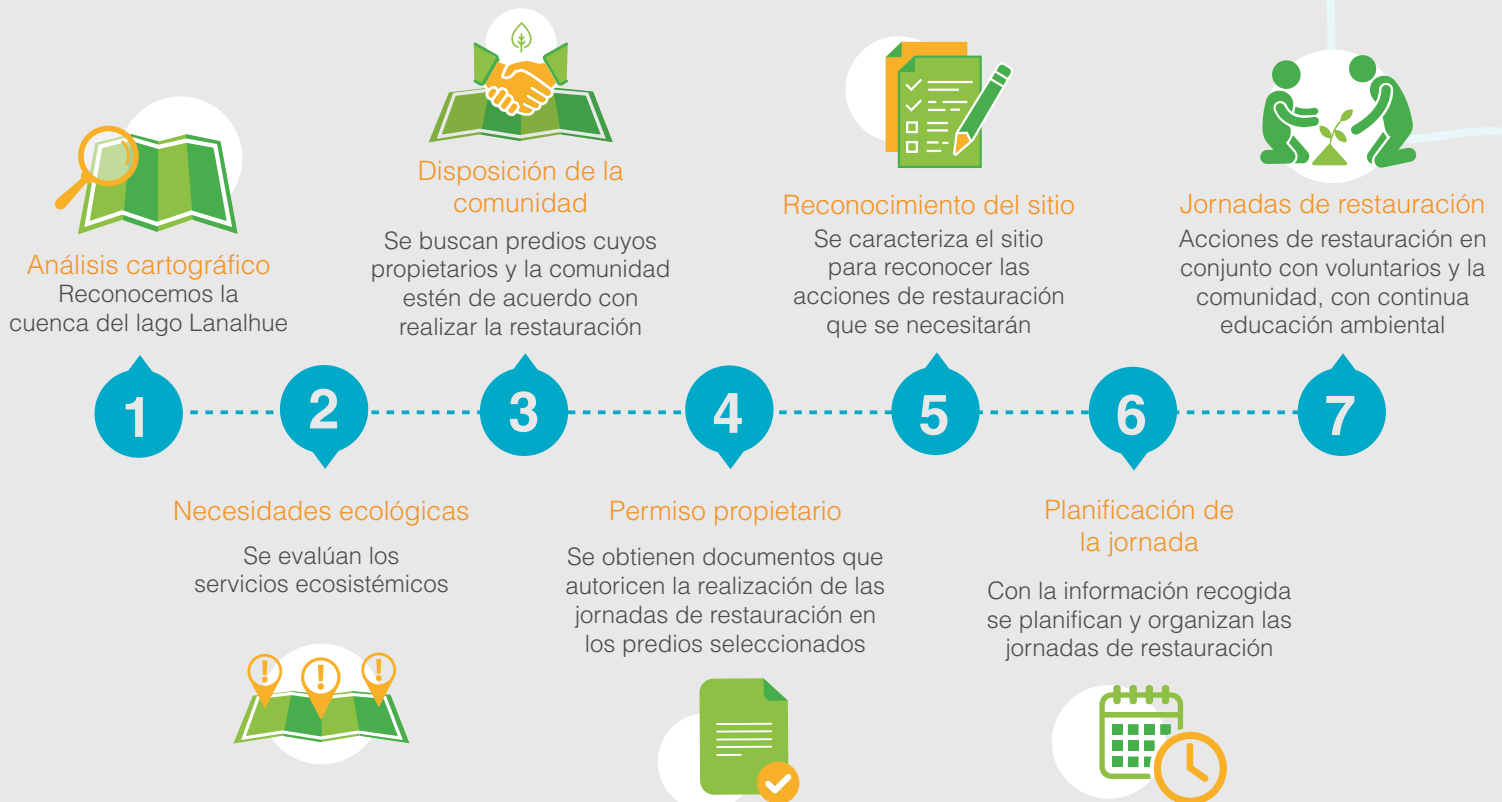 Análisis cartográfico
Reconocemos la
cuenca del lago Lanalhue
1
2
Necesidades ecológicas
Se evalúan los
servicios ecosistémicos
Disposición de la
comunidad
Se buscan predios cuyos
propietarios y la comunidad
estén de acuerdo con
realizar la restauración
3
4
Permiso propietario
Se obtienen documentos que
autoricen la realización de las
jornadas de restauración en
los predios seleccionados
Reconocimiento del sitio
Se caracteriza el sitio
para reconocer las
acciones de restauración
que se necesitarán
5
6
Planificación de
la jornada
Con la información recogida
se planifican y organizan las
jornadas de restauración
Jornadas de restauración
Acciones de restauración en
conjunto con voluntarios y la
comunidad, con continua
educación ambiental
7